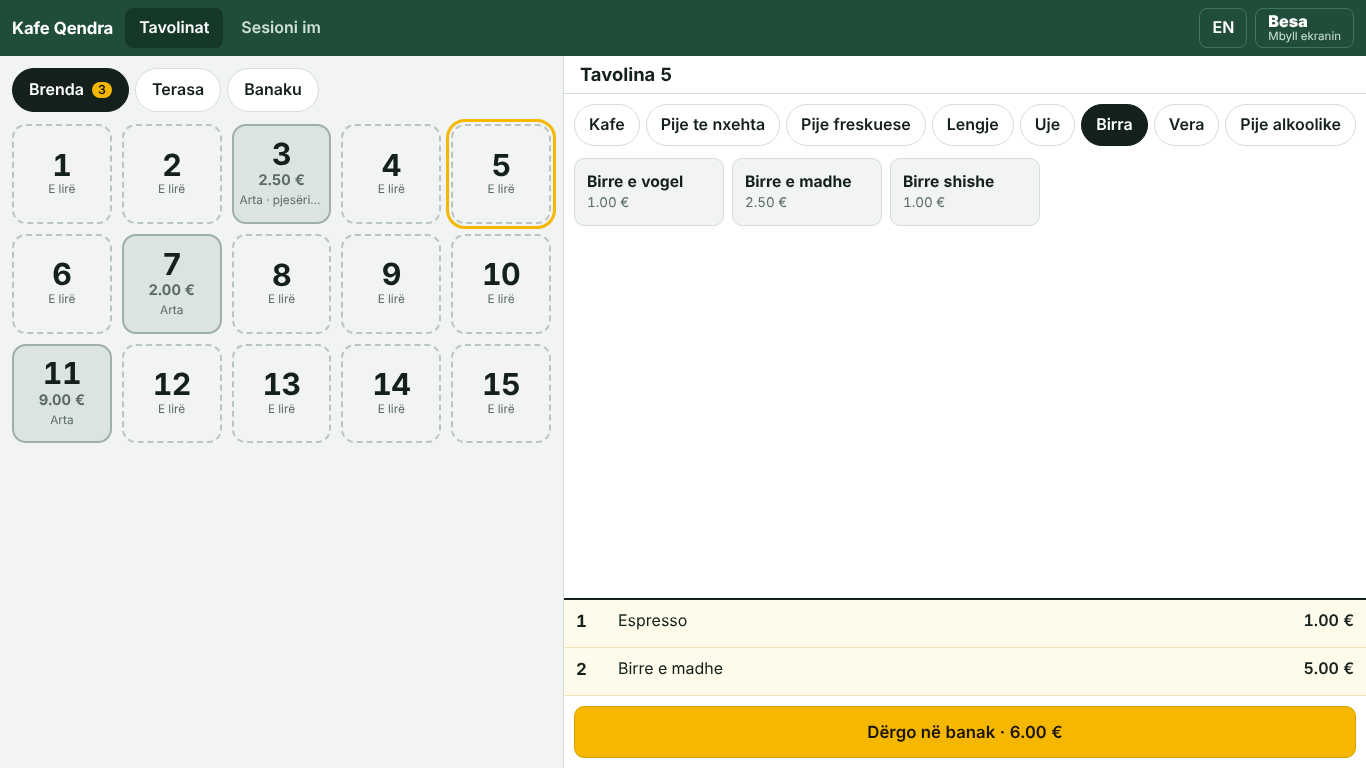 Kafe Qendra
Tavolinat
Sesioni im
EN
Besa
Mbyll ekranin
Brenda 3
Terasa
Banaku
1
E lirë
2
E lirë
3
2.50 €
Arta · pjesëri…
4
E lirë
5
E lirë
6
E lirë
7
2.00 €
Arta
8
E lirë
9
E lirë
10
E lirë
11
9.00 €
Arta
12
E lirë
13
E lirë
14
E lirë
15
E lirë
Tavolina 5
Kafe
Pije te nxehta
Pije freskuese
Lengje
Uje
Birra
Vera
Pije alkoolike
Birre e vogel
1.00 €
Birre e madhe
2.50 €
Birre shishe
1.00 €
1 Espresso 1.00 €
2 Birre e madhe 5.00 €
Dërgo në banak · 6.00 €